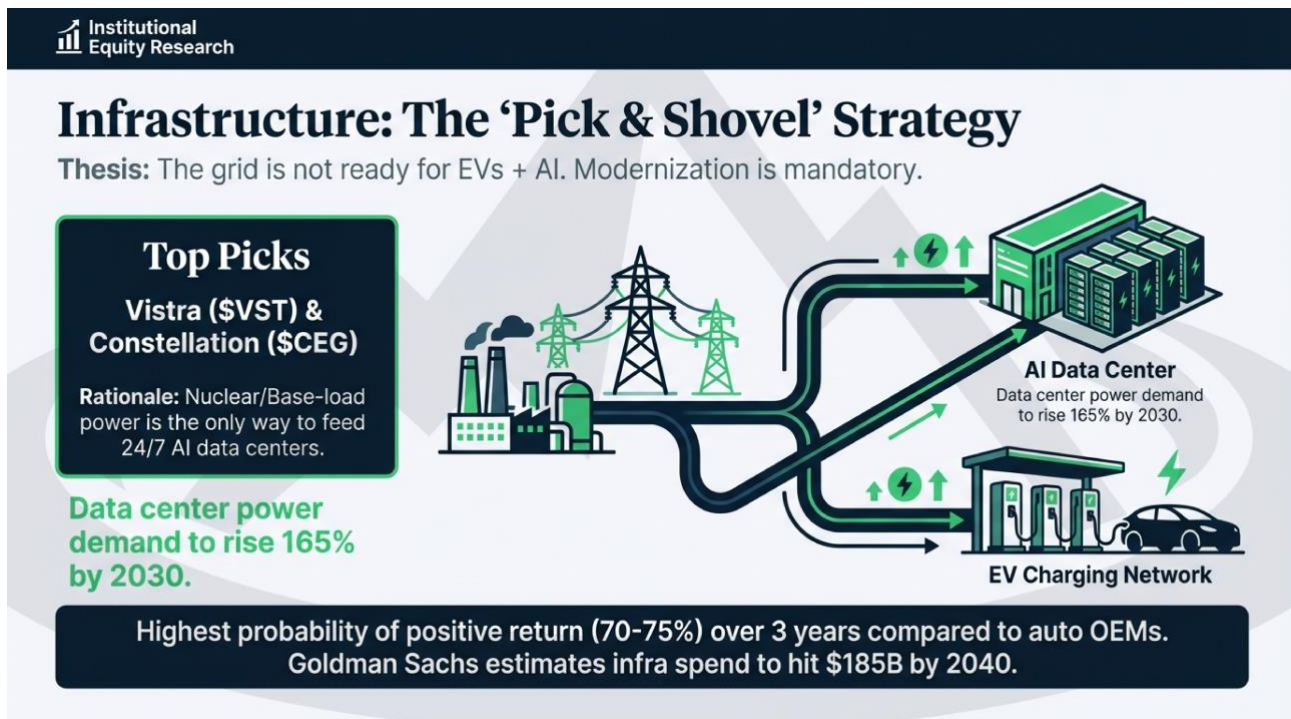 Institutional
Equity Research
Infrastructure: The ‘Pick & Shovel’ Strategy
Thesis: The grid is not ready for EVs + AI. Modernization is mandatory.
Top Picks
Vistra ($VST) &
Constellation ($CEG)
Rationale: Nuclear/Base-load
power is the only way to feed
24/7 AI data centers.
Data center power
demand to rise 165%
by 2030.
AI Data Center
Data center power demand
to rise 165% by 2030.
EV Charging Network
Highest probability of positive return (70-75%) over 3 years compared to auto OEMs.
Goldman Sachs estimates infra spend to hit $185B by 2040.